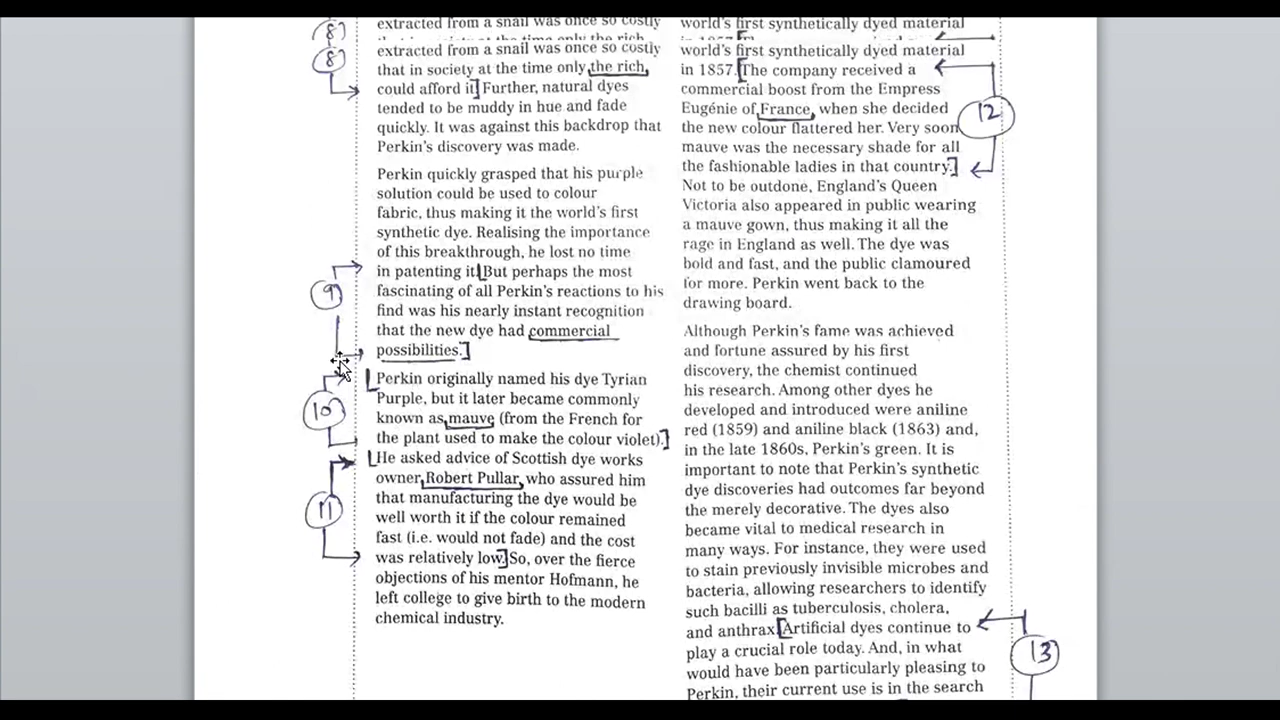 extracted from a snail was once so costly
extracted from a snail was once so costly
8
8
that in society at the time only the rich
could afford it. Further, natural dyes
tended to be muddy in hue and fade
quickly. It was against this backdrop that
Perkin's discovery was made.
Perkin quickly grasped that his purple
solution could be used to colour
fabric, thus making it the world's first
synthetic dye. Realising the importance
of this breakthrough, he lost no time
in patenting it. But perhaps the most
9
fascinating of all Perkin's reactions to his
find was his nearly instant recognition
that the new dye had commercial
possibilities.
Perkin originally named his dye Tyrian
Purple, but it later became commonly
10
known as mauve (from the French for
the plant used to make the colour violet).
He asked advice of Scottish dye works
owner Robert Pullar, who assured him
that manufacturing the dye would be
11
well worth it if the colour remained
fast (i.e. would not fade) and the cost
was relatively low. So, over the fierce
objections of his mentor Hofmann, he
left college to give birth to the modern
chemical industry.
world's first synthetically dyed material
world's first synthetically dyed material
in 1857. The company received a
commercial boost from the Empress
Eugénie of France, when she decided
12
the new colour flattered her. Very soon
mauve was the necessary shade for all
the fashionable ladies in that country.
Not to be outdone, England's Queen
Victoria also appeared in public wearing
a mauve gown, thus making it all the
rage in England as well. The dye was
bold and fast, and the public clamoured
for more. Perkin went back to the
drawing board.
Although Perkin's fame was achieved
and fortune assured by his first
discovery, the chemist continued
his research. Among other dyes he
developed and introduced were aniline
red (1859) and aniline black (1863) and,
in the late 1860s, Perkin's green. It is
important to note that Perkin's synthetic
dye discoveries had outcomes far beyond
the merely decorative. The dyes also
became vital to medical research in
many ways. For instance, they were used
to stain previously invisible microbes and
bacteria, allowing researchers to identify
such bacilli as tuberculosis, cholera,
and anthrax. Artificial dyes continue to
play a crucial role today. And, in what
13
would have been particularly pleasing to
Perkin, their current use is in the search